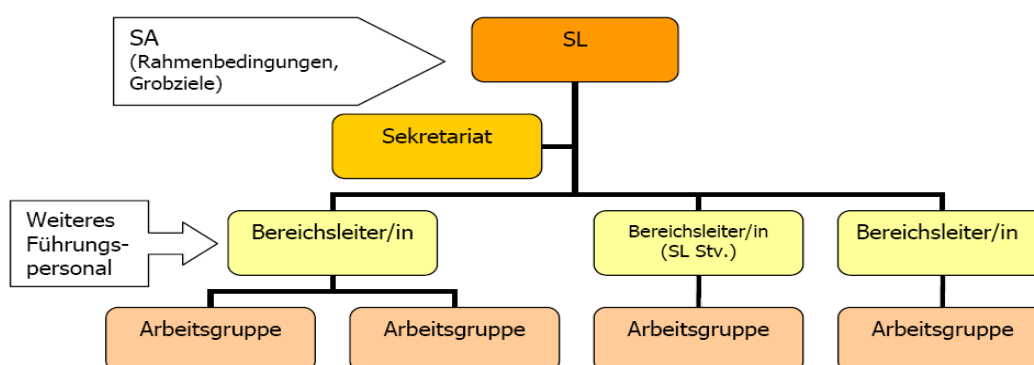 SA
(Rahmenbedingungen,
Grobziele)
SL
Sekretariat
Weiteres
Führungs-
personal
Bereichsleiter/in
Bereichsleiter/in
(SL Stv.)
Bereichsleiter/in
Arbeitsgruppe
Arbeitsgruppe
Arbeitsgruppe
Arbeitsgruppe